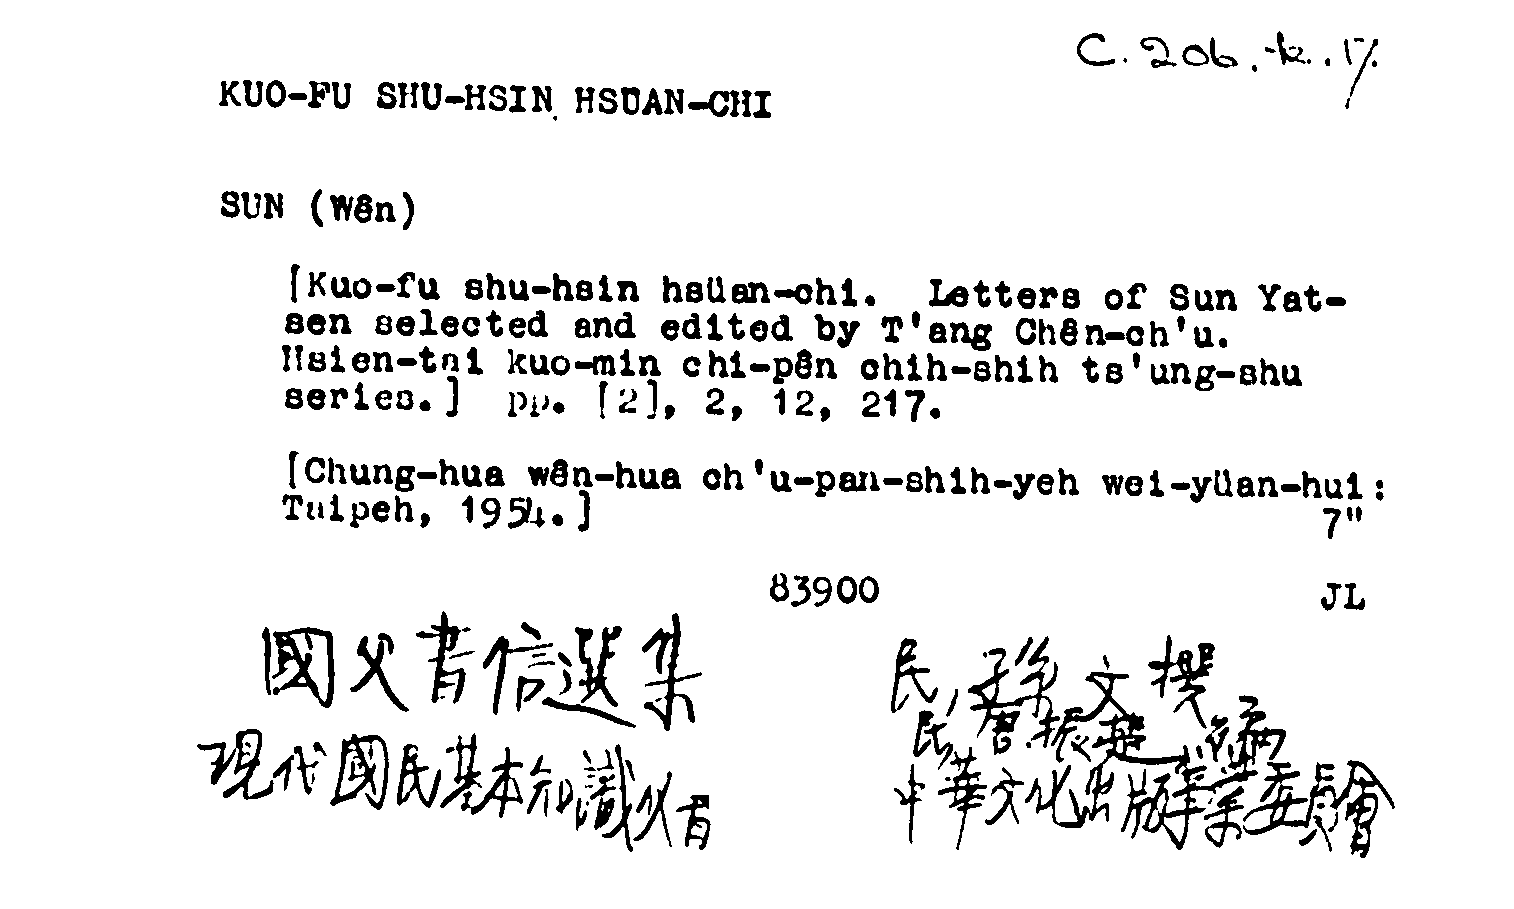 C. 206. k. 17.
KUO-FU SHU-HSIN HSÜAN-CHI
SUN (Wên)
[Kuo-fu shu-hsin hsüan-chi. Letters of Sun Yat-
sen selected and edited by T'ang Chên-ch'u.
Hsien-tai kuo-min chi-pên chih-shih ts'ung-shu
series.] pp. [2], 2, 12, 217.
[Chung-hua wên-hua ch'u-pan-shih-yeh wei-yüan-hui:
Taipeh, 1954.]
7"
83900 JL
國父書信選集
民,孫文撰
民,唐振楚編
現代國民基本知識丛書
中華文化出版事業委員會